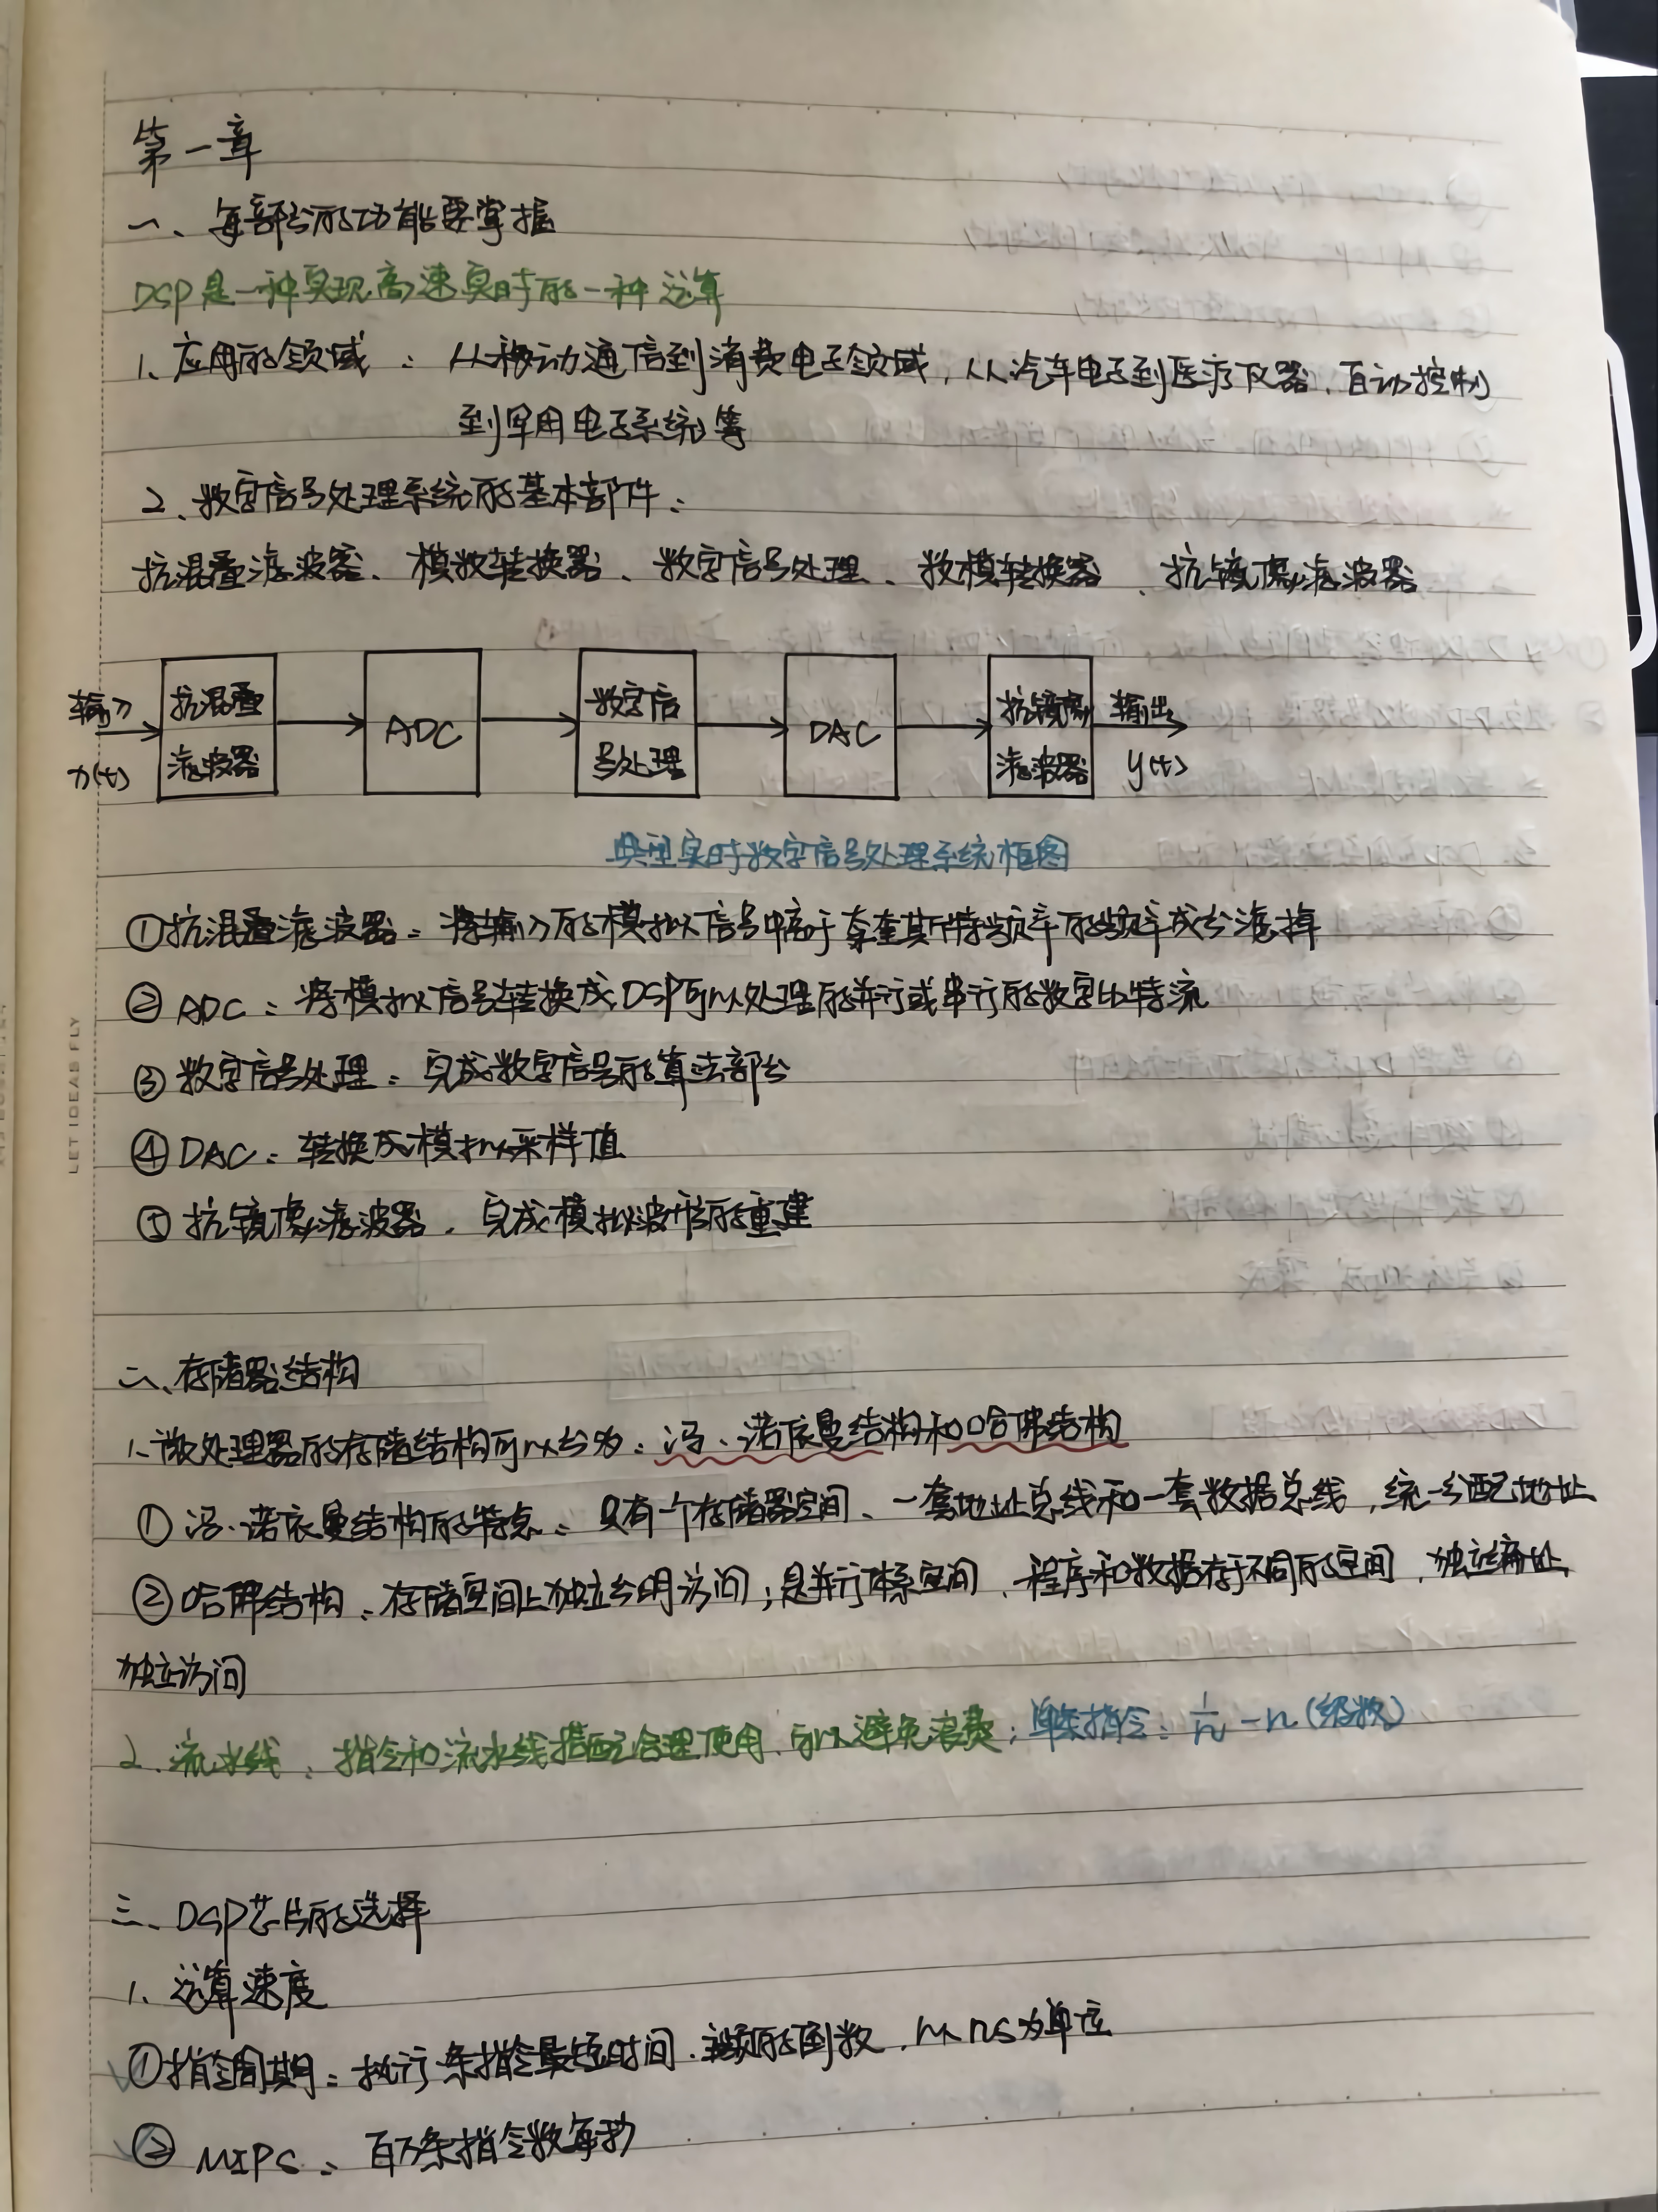 第一章
一、每部分的功能要掌握
DSP是一种实现高速实时的一种运算
1、应用的领域：从移动通信到消费电子领域，从汽车电子到医疗仪器、自动控制
到军用电子系统等
2、数字信号处理系统的基本部件：
抗混叠滤波器、模数转换器、数字信号处理、数模转换器、抗镜像滤波器
输入 x(t)
抗混叠滤波器
ADC
数字信号处理
DAC
抗镜像滤波器
输出 y(t)
典型实时数字信号处理系统框图
①抗混叠滤波器：将输入的模拟信号中高于奈奎斯特频率的频率成分滤掉
②ADC：将模拟信号转换成DSP可以处理的并行或串行的数字比特流
③数字信号处理：完成数字信号的算法部分
④DAC：转换成模拟采样值
⑤抗镜像滤波器．完成模拟波形的重建
LET IDEAS FLY
二、存储器结构
1、微处理器的存储结构可以分为：冯·诺依曼结构和哈佛结构
①冯·诺依曼结构的特点：只有一个存储器空间、一套地址总线和一套数据总线，统一分配地址
②哈佛结构：存储空间上独立分明访问；是并行体系空间，程序和数据存于不同的空间，独立编址
独立访问
2、流水线：指令和流水线搭配合理使用，可以避免浪费；单条指令：1/n－n（级数）
三、DSP芯片的选择
1、运算速度
①指令周期：执行一条指令最短时间．主频的倒数，以ns为单位
②MIPS：百万条指令数每秒